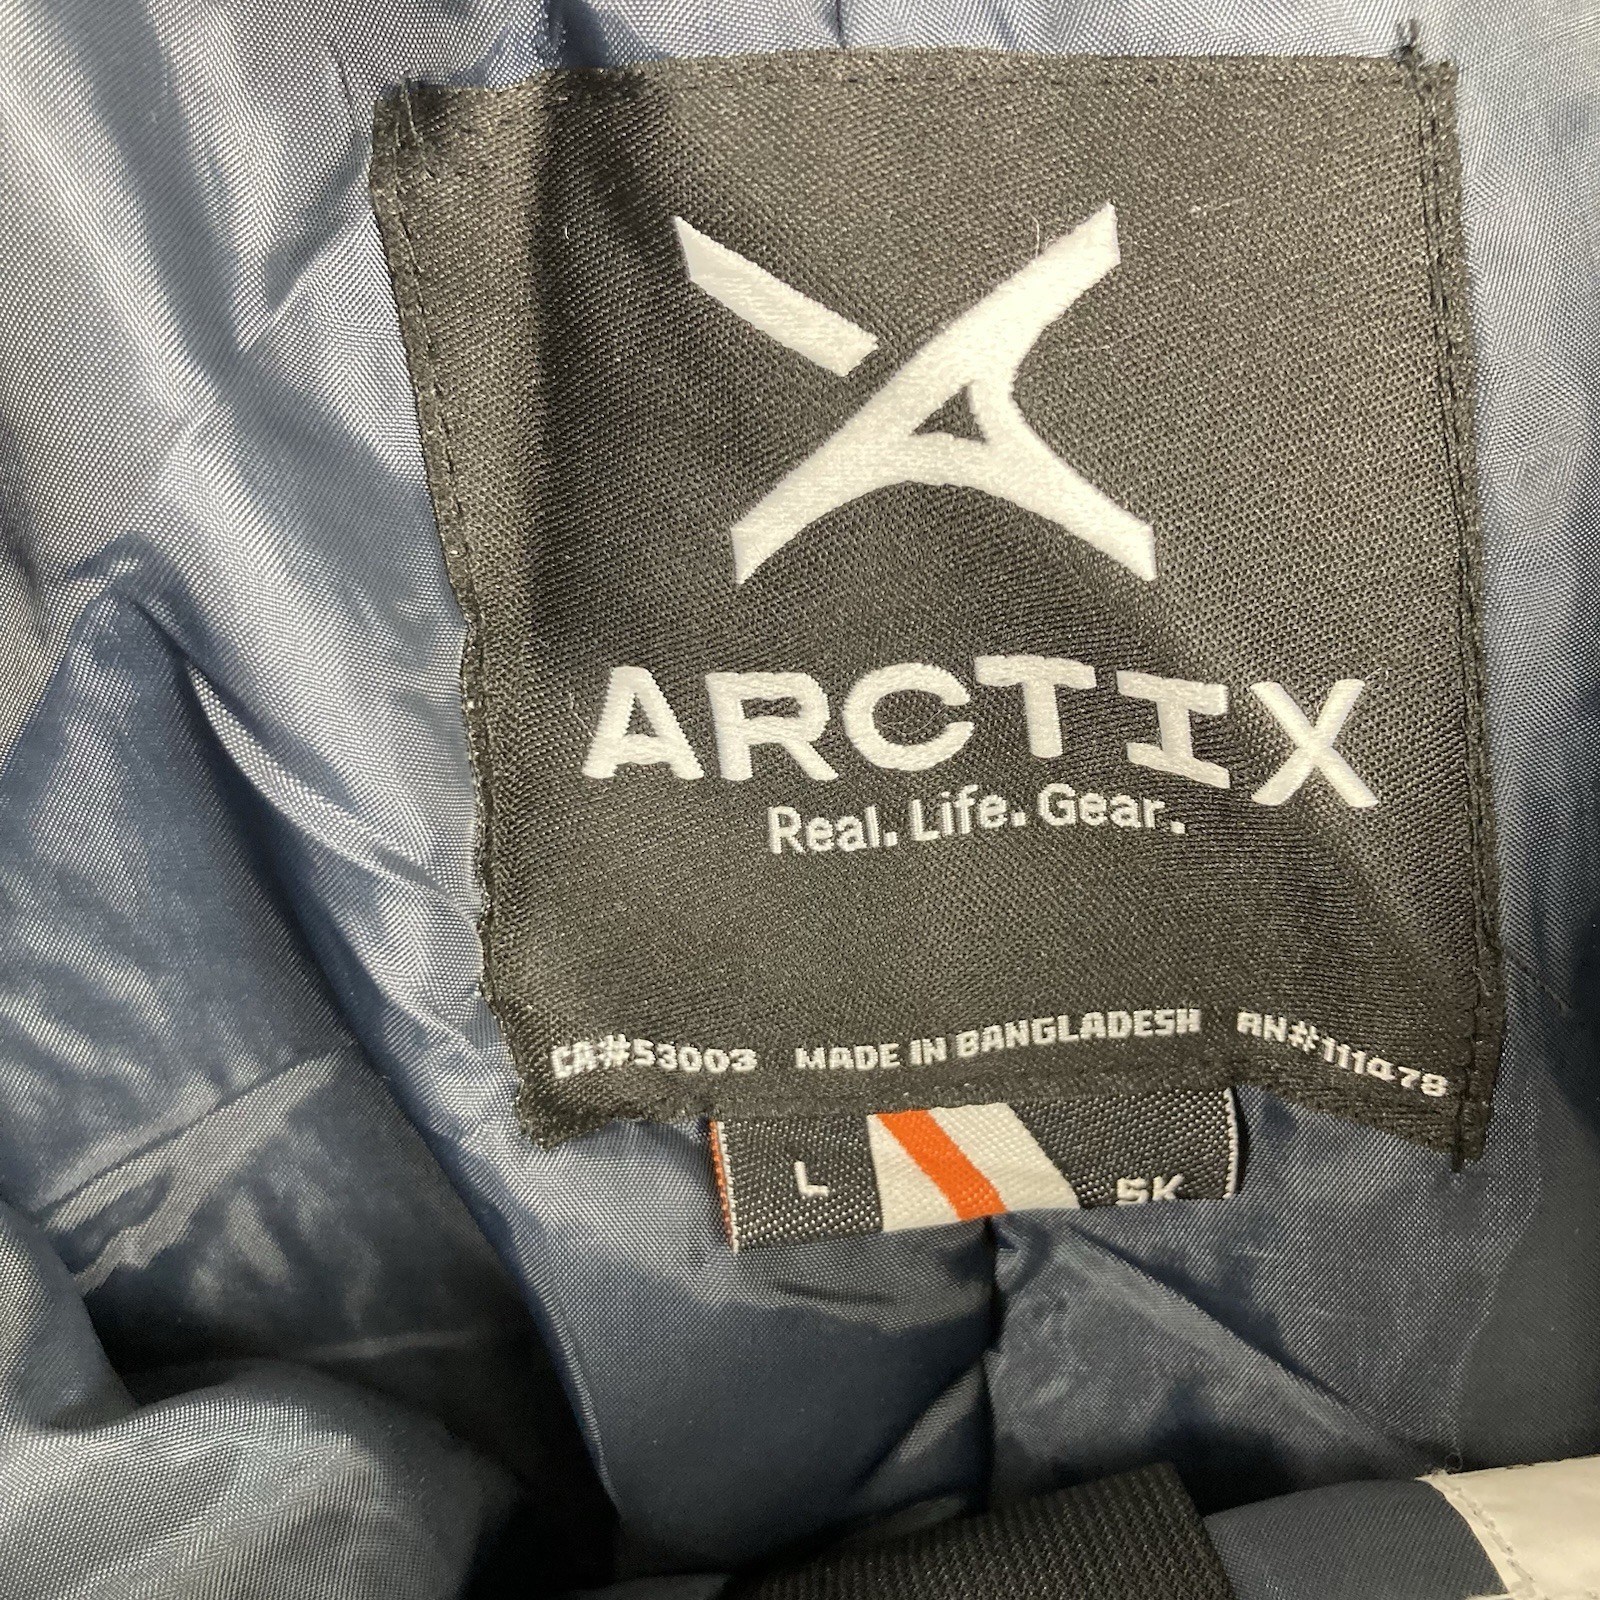 ARCTIX
Real. Life. Gear.
CA#53003 MADE IN BANGLADESH RN#111478
L SK